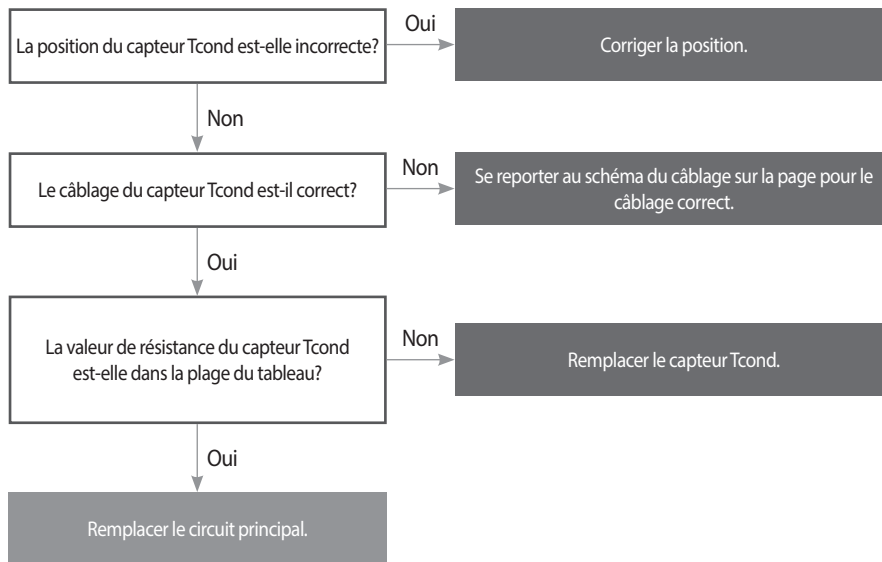 La position du capteur Tcond est-elle incorrecte?
Oui
Corriger la position.
Non
Le câblage du capteur Tcond est-il correct?
Non
Se reporter au schéma du câblage sur la page pour le
câblage correct.
Oui
La valeur de résistance du capteur Tcond
est-elle dans la plage du tableau?
Non
Remplacer le capteur Tcond.
Oui
Remplacer le circuit principal.